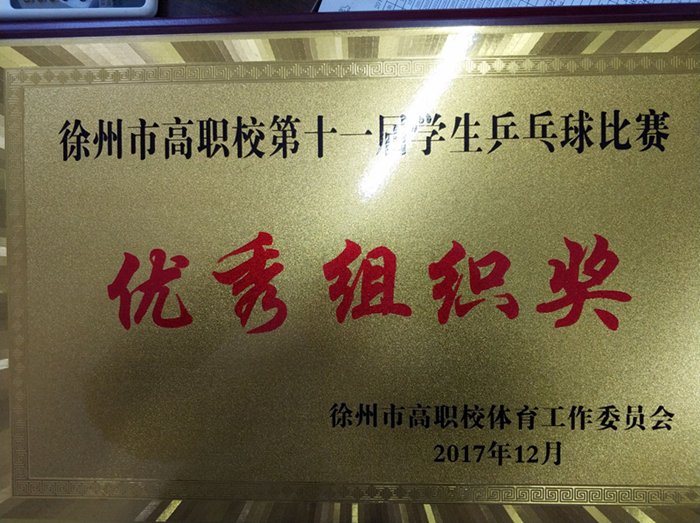 徐州市高职校第十一届学生乒乓球比赛
优秀组织奖
徐州市高职校体育工作委员会
2017年12月